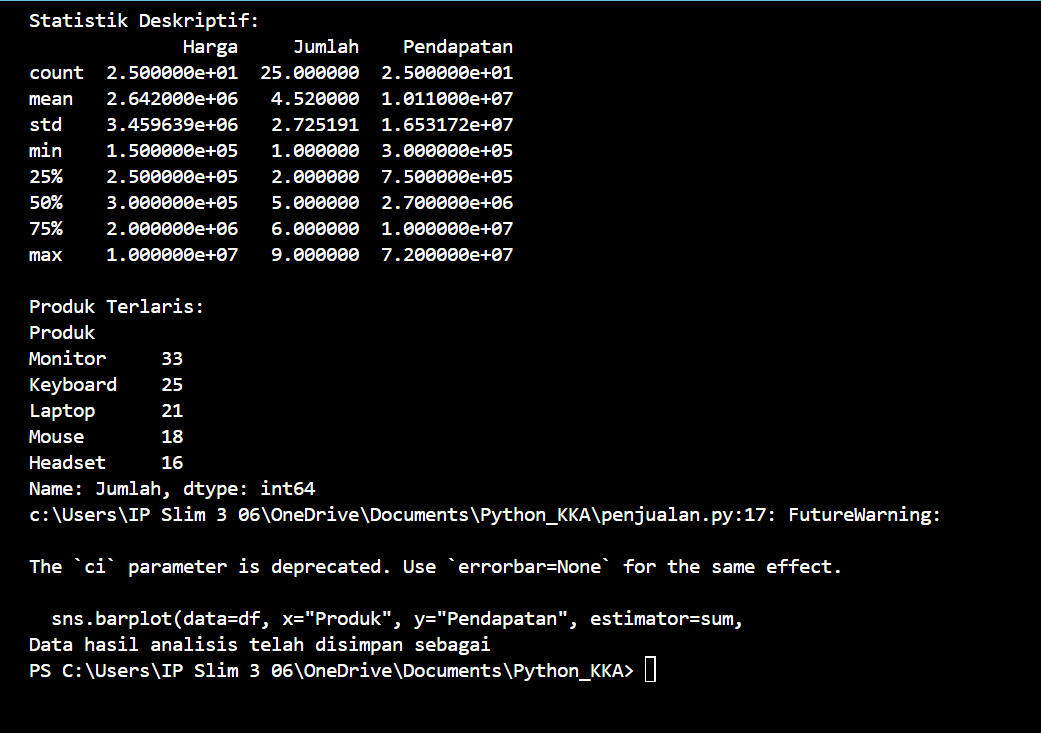 Statistik Deskriptif:
              Harga     Jumlah    Pendapatan
count  2.500000e+01  25.000000  2.500000e+01
mean   2.642000e+06   4.520000  1.011000e+07
std    3.459639e+06   2.725191  1.653172e+07
min    1.500000e+05   1.000000  3.000000e+05
25%    2.500000e+05   2.000000  7.500000e+05
50%    3.000000e+05   5.000000  2.700000e+06
75%    2.000000e+06   6.000000  1.000000e+07
max    1.000000e+07   9.000000  7.200000e+07

Produk Terlaris:
Produk
Monitor     33
Keyboard    25
Laptop      21
Mouse       18
Headset     16
Name: Jumlah, dtype: int64
c:\Users\IP Slim 3 06\OneDrive\Documents\Python_KKA\penjualan.py:17: FutureWarning:

The `ci` parameter is deprecated. Use `errorbar=None` for the same effect.

  sns.barplot(data=df, x="Produk", y="Pendapatan", estimator=sum,
Data hasil analisis telah disimpan sebagai
PS C:\Users\IP Slim 3 06\OneDrive\Documents\Python_KKA>